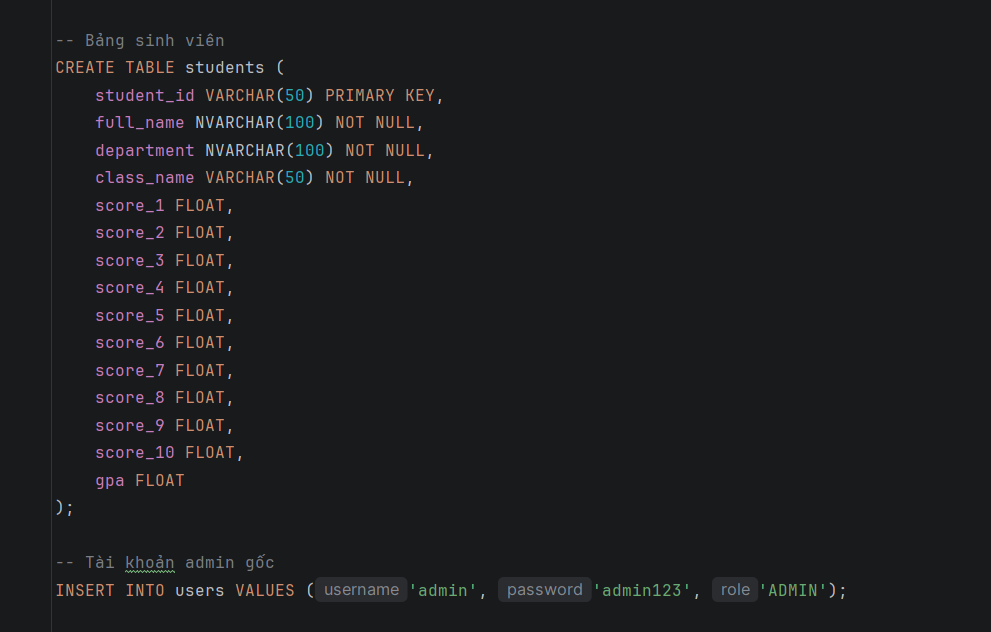 -- Bảng sinh viên
CREATE TABLE students (
    student_id VARCHAR(50) PRIMARY KEY,
    full_name NVARCHAR(100) NOT NULL,
    department NVARCHAR(100) NOT NULL,
    class_name VARCHAR(50) NOT NULL,
    score_1 FLOAT,
    score_2 FLOAT,
    score_3 FLOAT,
    score_4 FLOAT,
    score_5 FLOAT,
    score_6 FLOAT,
    score_7 FLOAT,
    score_8 FLOAT,
    score_9 FLOAT,
    score_10 FLOAT,
    gpa FLOAT
);
-- Tài khoản admin gốc
INSERT INTO users VALUES ( username 'admin', password 'admin123', role 'ADMIN');